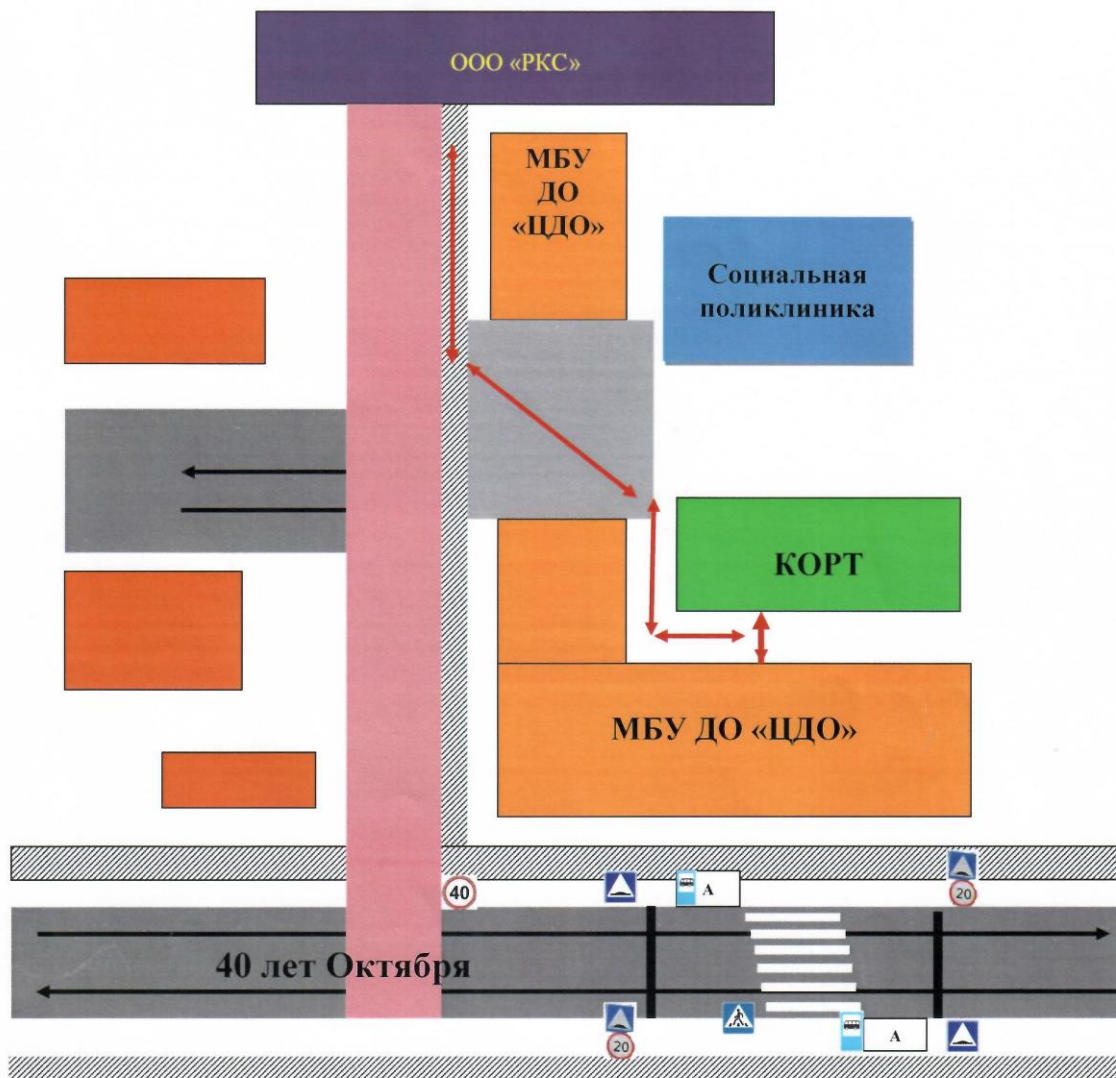 ООО «РКС»
МБУ
ДО
«ЦДО»
Социальная
поликлиника
КОРТ
МБУ ДО «ЦДО»
40
А
20
40 лет Октября
20
А